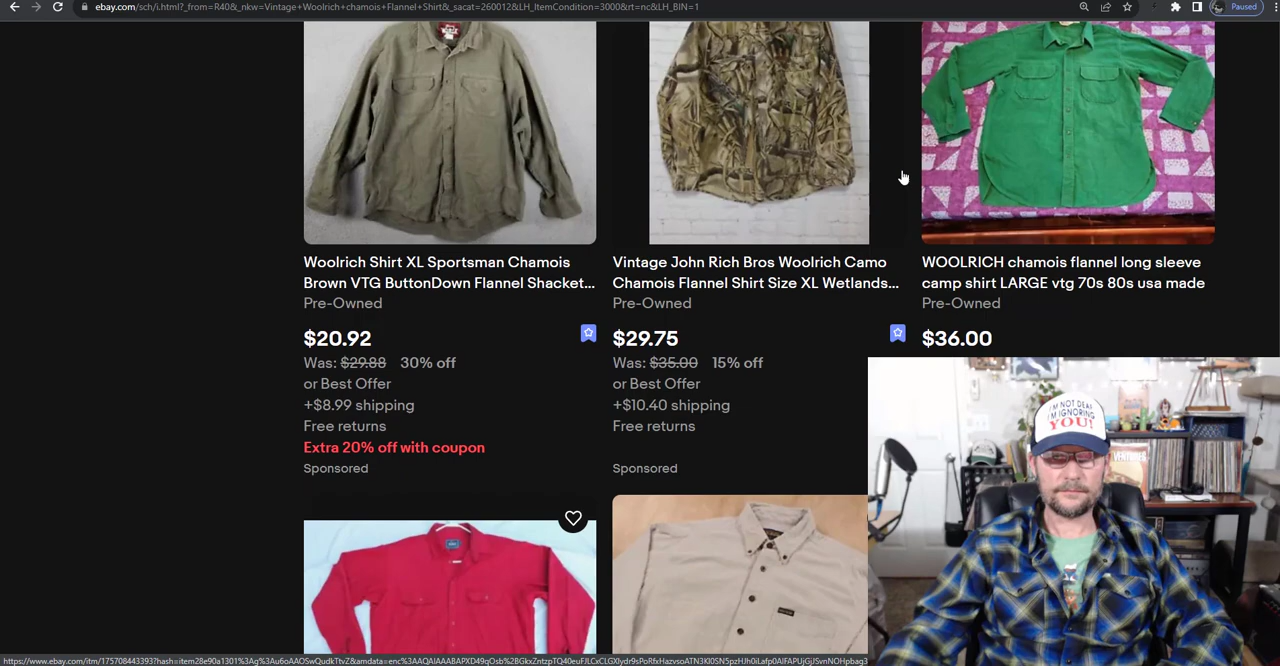 ebay.com/sch/i.html?_from=R40&_nkw=Vintage+Woolrich+chamois+Flannel+Shirt&_sacat=260012&LH_ItemCondition=3000&rt=nc&LH_BIN=1
Paused
Woolrich Shirt XL Sportsman Chamois
Brown VTG ButtonDown Flannel Shacket...
Pre-Owned
$20.92
Was: $29.88 30% off
or Best Offer
+$8.99 shipping
Free returns
Extra 20% off with coupon
Sponsored
Vintage John Rich Bros Woolrich Camo
Chamois Flannel Shirt Size XL Wetlands...
Pre-Owned
$29.75
Was: $35.00 15% off
or Best Offer
+$10.40 shipping
Free returns
Sponsored
WOOLRICH chamois flannel long sleeve
camp shirt LARGE vtg 70s 80s usa made
Pre-Owned
$36.00
I'M NOT DEAF
I'M IGNORING
YOU!
VENTURES